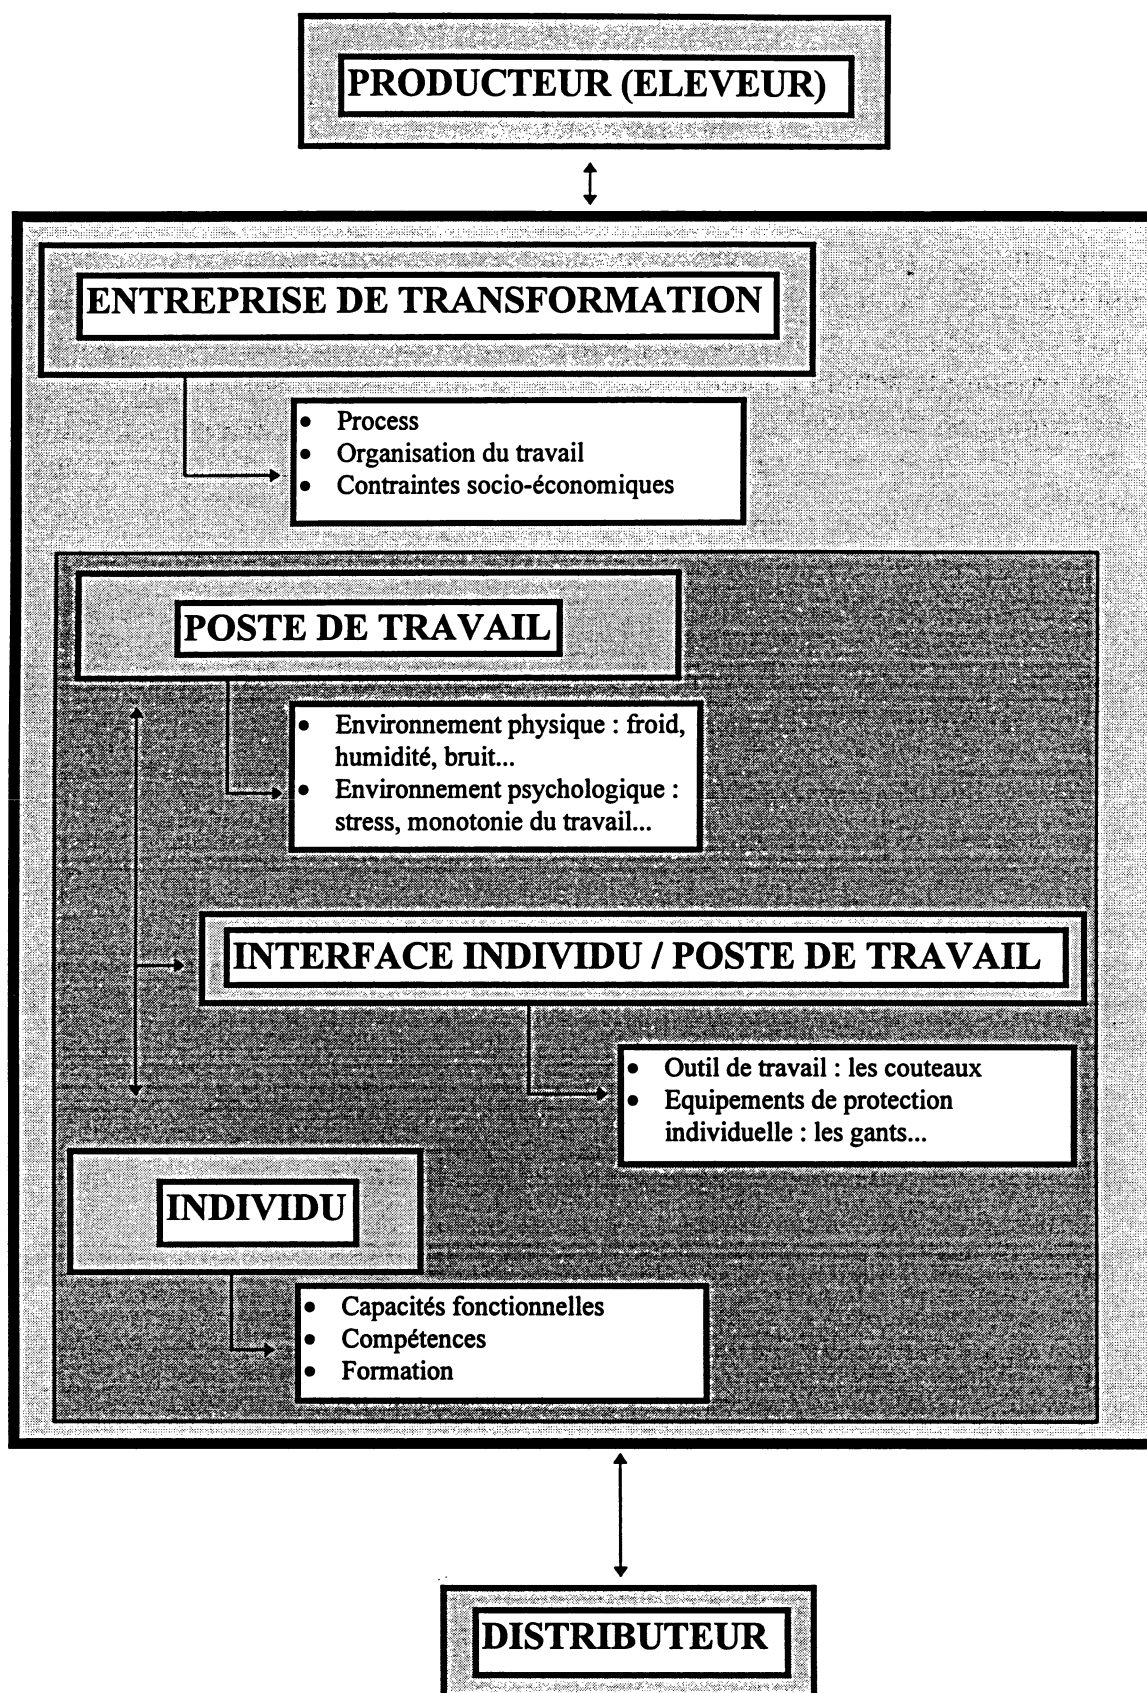 PRODUCTEUR (ELEVEUR)
ENTREPRISE DE TRANSFORMATION
• Process
• Organisation du travail
• Contraintes socio-économiques
POSTE DE TRAVAIL
• Environnement physique : froid,
humidité, bruit...
• Environnement psychologique :
stress, monotonie du travail...
INTERFACE INDIVIDU / POSTE DE TRAVAIL
• Outil de travail : les couteaux
• Equipements de protection
individuelle : les gants...
INDIVIDU
• Capacités fonctionnelles
• Compétences
• Formation
DISTRIBUTEUR